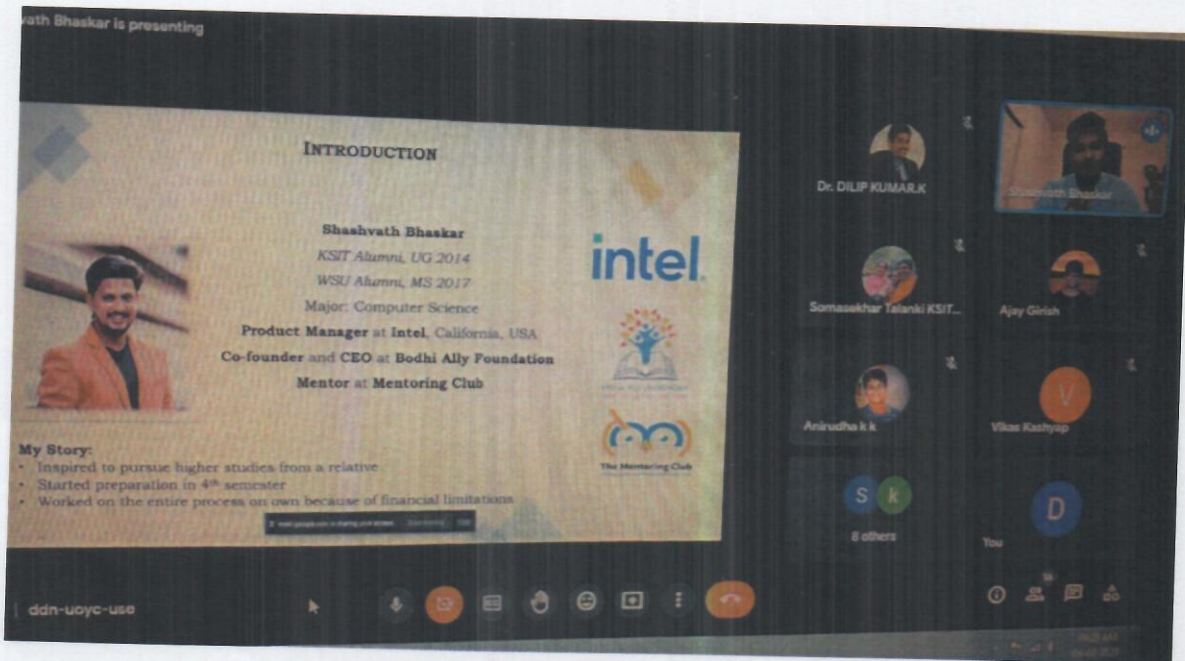 vath Bhaskar is presenting
INTRODUCTION
Shashvath Bhaskar
KSIT Alumni, UG 2014
WSU Alumni, MS 2017
Major: Computer Science
Product Manager at Intel, California, USA
Co-founder and CEO at Bodhi Ally Foundation
Mentor at Mentoring Club
intel
The Mentoring Club
My Story:
• Inspired to pursue higher studies from a relative
• Started preparation in 4th semester
• Worked on the entire process on own because of financial limitations
Dr. DILIP KUMAR.K
Shashvath Bhaskar
Somasekhar Talanki KSIT...
Ajay Girish
Anirudha k k
V
Vikas Kashyap
S k
8 others
D
You
ddn-uoyc-use